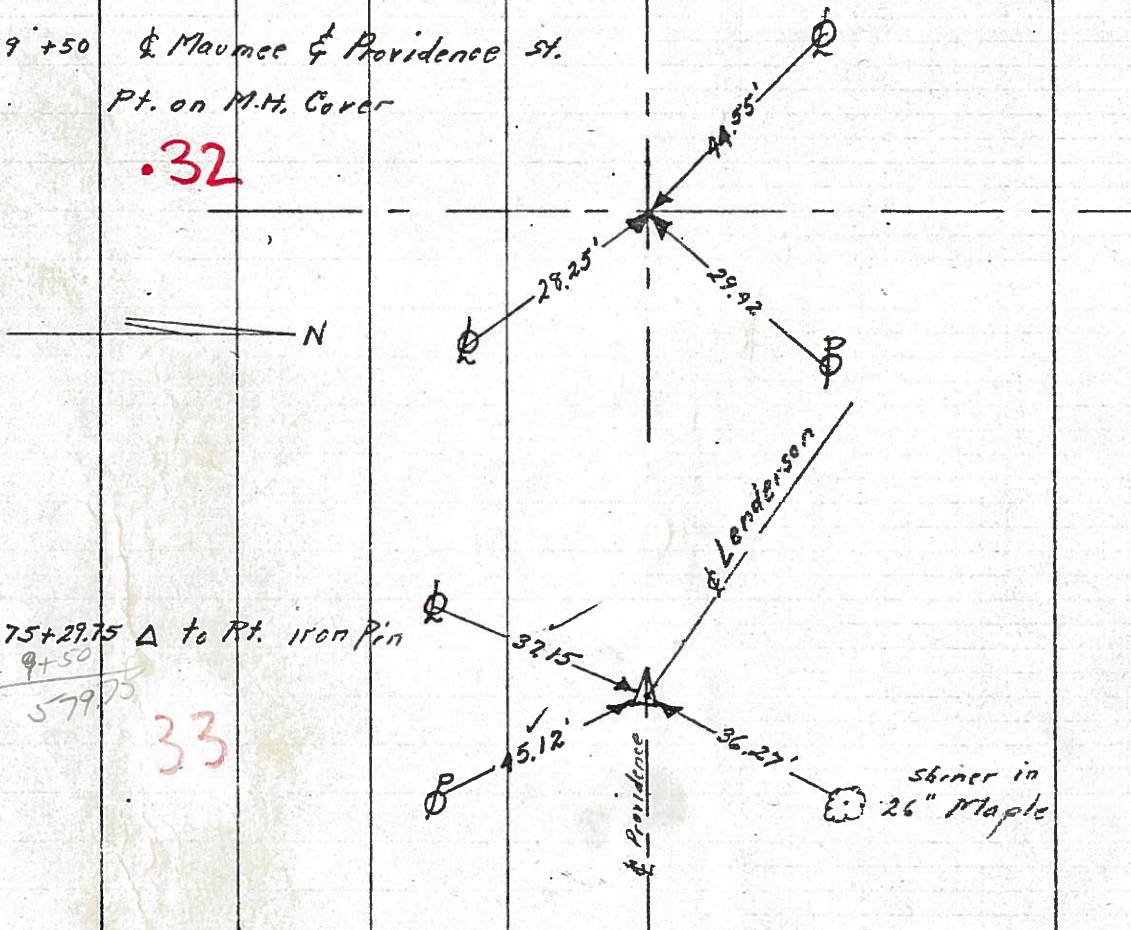 9+50 ℄ Maumee & Providence St.
Pt. on M.H. Cover
.32
44.55'
28.25'
29.92
N
P
℄ Lenderson
75+29.75 Δ to Rt. Iron Pin
9+50
579.75
33
32.15
45.12'
36.27'
P
℄ Providence
shiner in
26" Maple